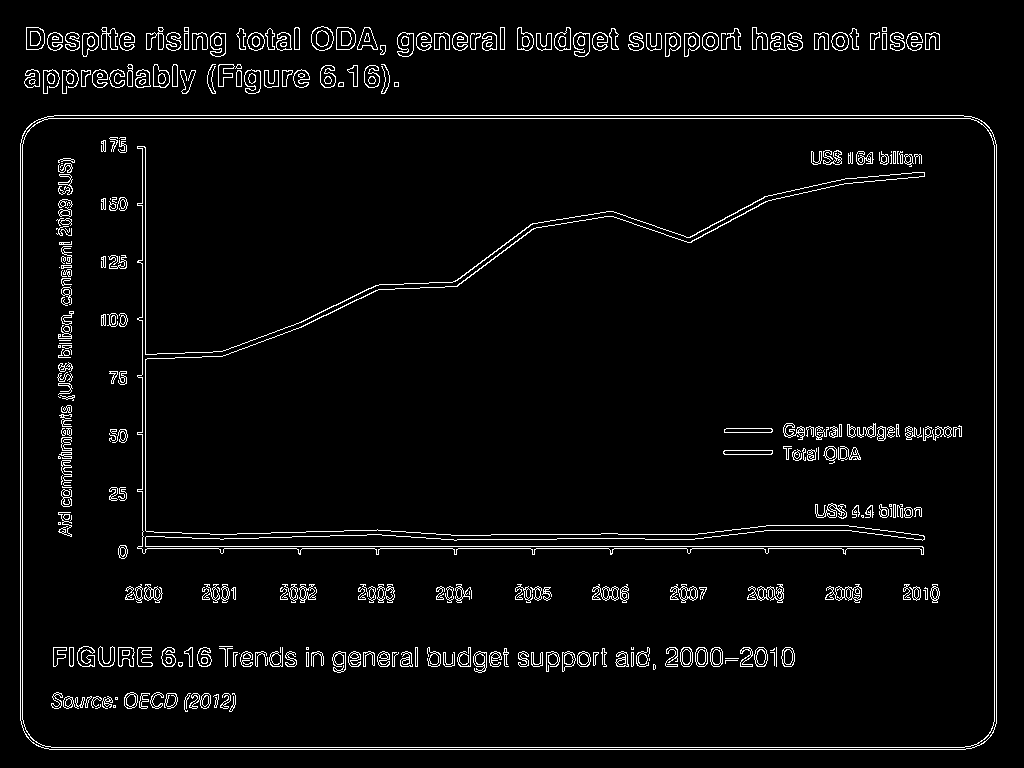 Despite rising total ODA, general budget support has not risen
appreciably (Figure 6.16).
Aid commitments (US$ billion, constant 2009 $US)
175
150
125
100
75
50
25
0
US$ 164 billion
General budget support
Total ODA
US$ 4.4 billion
2000 2001 2002 2003 2004 2005 2006 2007 2008 2009 2010
FIGURE 6.16 Trends in general budget support aid, 2000–2010
Source: OECD (2012)